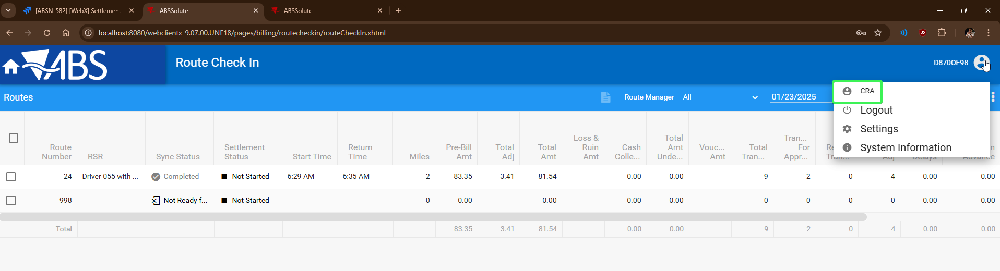 [ABSN-582] [WebX] Settlement
ABSSolute
ABSSolute
localhost:8080/webclientx_9.07.00.UNF18/pages/billing/routecheckin/routeCheckIn.xhtml
ABS
Route Check In
D870OF98
Routes
Route Manager All 01/23/2025
CRA
Logout
Settings
System Information
Route Number RSR Sync Status Settlement Status Start Time Return Time Miles Pre-Bill Amt Total Adj Total Amt Loss & Ruin Amt Cash Colle... Total Amt Unde... Vouc... Amt Total Tran... Tran... For Appr... Adj Delays Advance
24 Driver 055 with ... Completed Not Started 6:29 AM 6:35 AM 2 83.35 3.41 81.54 0.00 0.00 9 2 0 4 0.00 0.00
998 Not Ready f... Not Started 0 0.00 0.00 0.00 0.00 0 0 0 0 0.00 0.00
Total 83.35 3.41 81.54 0.00 0.00 9 2 0 4 0.00 0.00